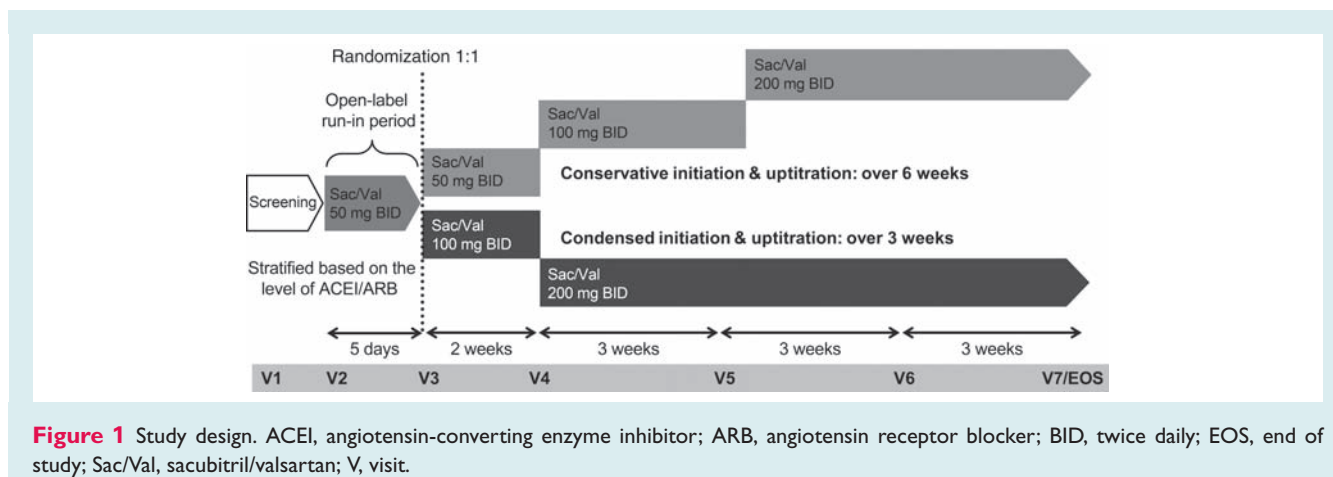 Randomization 1:1
Open-label
run-in period
Screening
Sac/Val
50 mg BID
Sac/Val
50 mg BID
Sac/Val
100 mg BID
Sac/Val
200 mg BID
Conservative initiation & uptitration: over 6 weeks
Sac/Val
100 mg BID
Condensed initiation & uptitration: over 3 weeks
Sac/Val
200 mg BID
Stratified based on the
level of ACEI/ARB
5 days
2 weeks
3 weeks
3 weeks
3 weeks
V1 V2 V3 V4 V5 V6 V7/EOS
Figure 1 Study design. ACEI, angiotensin-converting enzyme inhibitor; ARB, angiotensin receptor blocker; BID, twice daily; EOS, end of
study; Sac/Val, sacubitril/valsartan; V, visit.